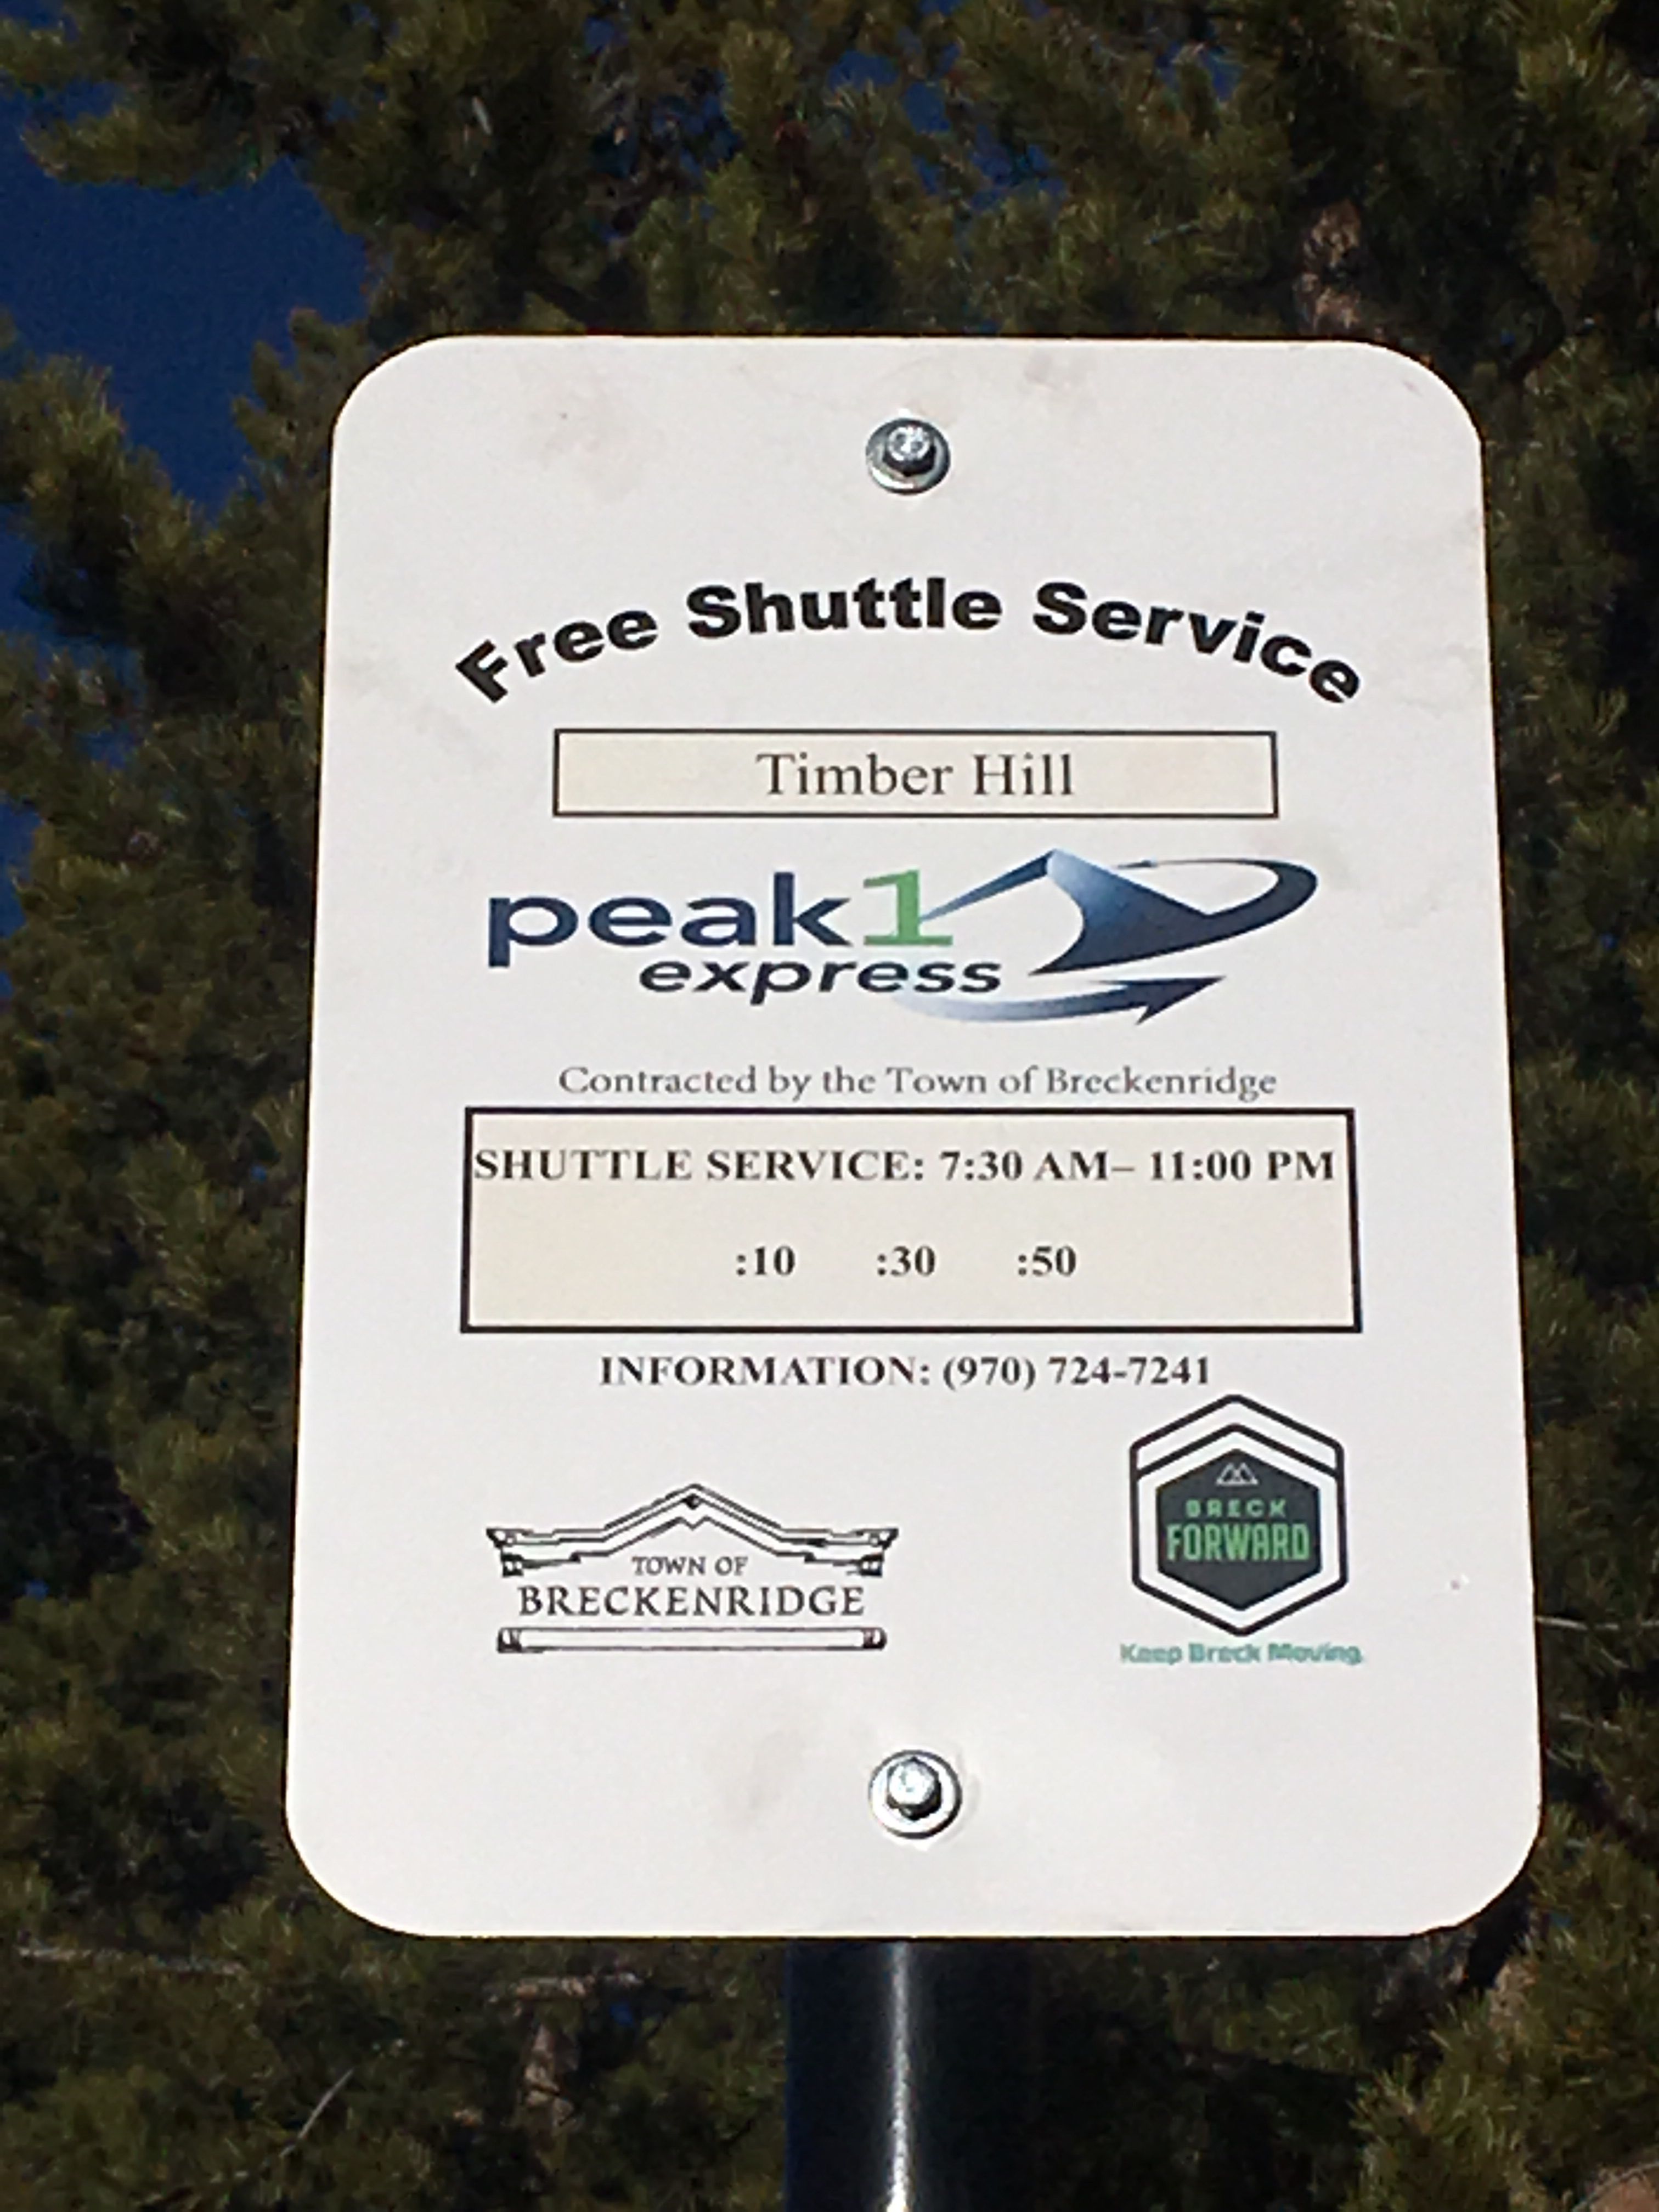 Free Shuttle Service
Timber Hill
peak1
express
Contracted by the Town of Breckenridge
SHUTTLE SERVICE: 7:30 AM– 11:00 PM
:10 :30 :50
INFORMATION: (970) 724-7241
TOWN OF
BRECKENRIDGE
BRECK
FORWARD
Keep Breck Moving